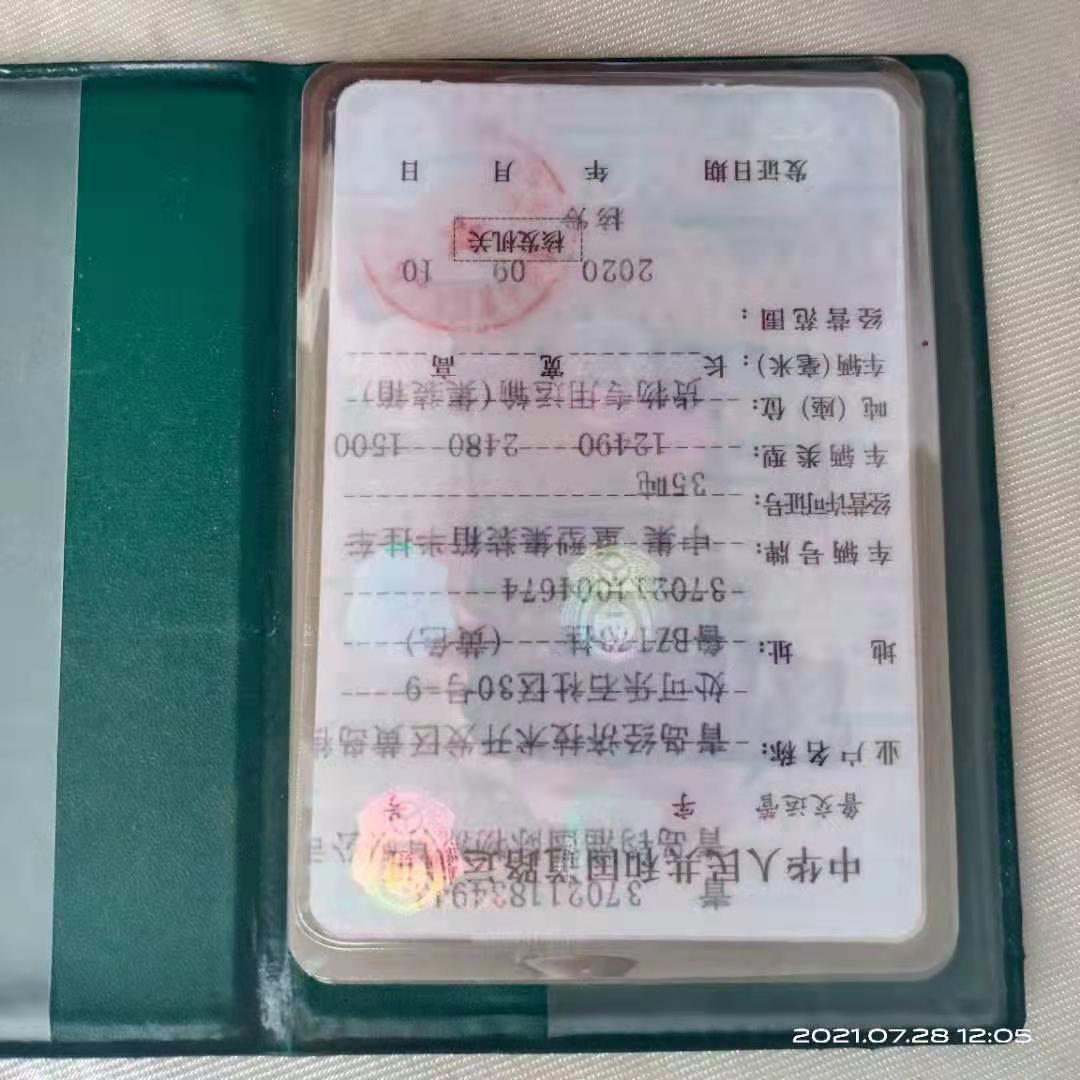 青
中华人民共和国道路运
鲁交运管 字 号
业户名称: 青岛经济技术开发区黄岛街
处可乐石社区30号-9
地 址: 挂 (黄色)
车辆号牌: 中集 重型集装箱半挂车
经营许可证号: 35吨
车辆类型: 12490 2480 1500
吨(座)位: 货物专用运输(集装箱)
车辆(毫米): 长 宽 高
经营范围:
2020 09 10
核发机关
核发
发证日期 年 月 日
2021.07.28 12:05